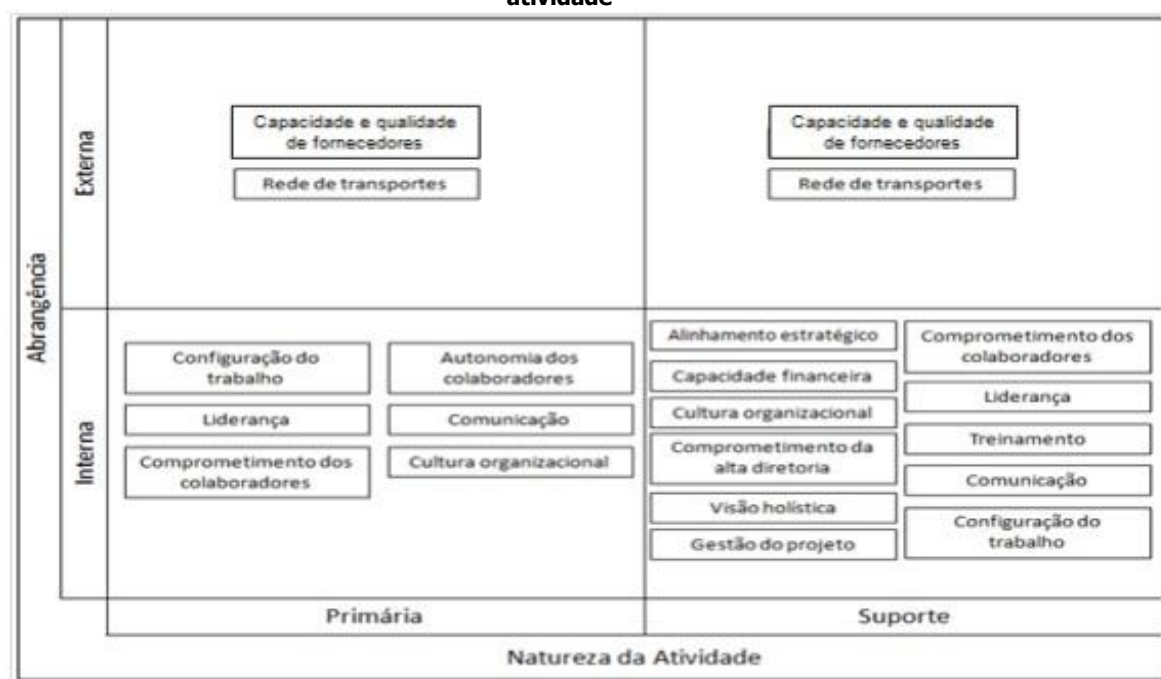 atividade
Abrangência
Externa
Capacidade e qualidade
de fornecedores
Rede de transportes
Capacidade e qualidade
de fornecedores
Rede de transportes
Interna
Configuração do
trabalho
Liderança
Comprometimento dos
colaboradores
Autonomia dos
colaboradores
Comunicação
Cultura organizacional
Alinhamento estratégico
Capacidade financeira
Cultura organizacional
Comprometimento da
alta diretoria
Visão holística
Gestão do projeto
Comprometimento dos
colaboradores
Liderança
Treinamento
Comunicação
Configuração do
trabalho
Primária
Suporte
Natureza da Atividade